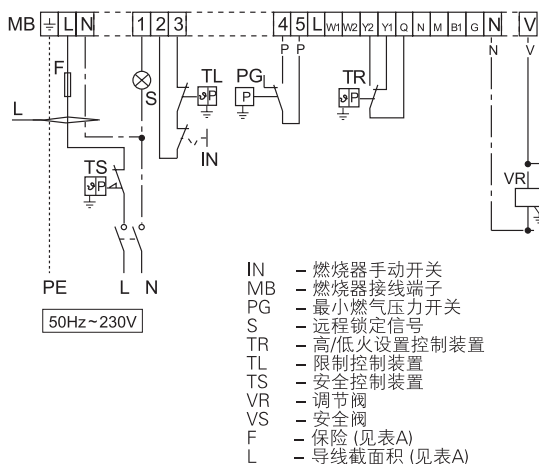 MB ⏚ L N 1 2 3 4 5 L W1 W2 Y2 Y1 Q N M B1 G N V
P P N V
F
L
S
TL
ϑ P
IN
PG
P
TR
ϑ P
TS
ϑ P
VR
PE L N
50Hz~230V
IN – 燃烧器手动开关
MB – 燃烧器接线端子
PG – 最小燃气压力开关
S – 远程锁定信号
TR – 高/低火设置控制装置
TL – 限制控制装置
TS – 安全控制装置
VR – 调节阀
VS – 安全阀
F – 保险 (见表A)
L – 导线截面积 (见表A)